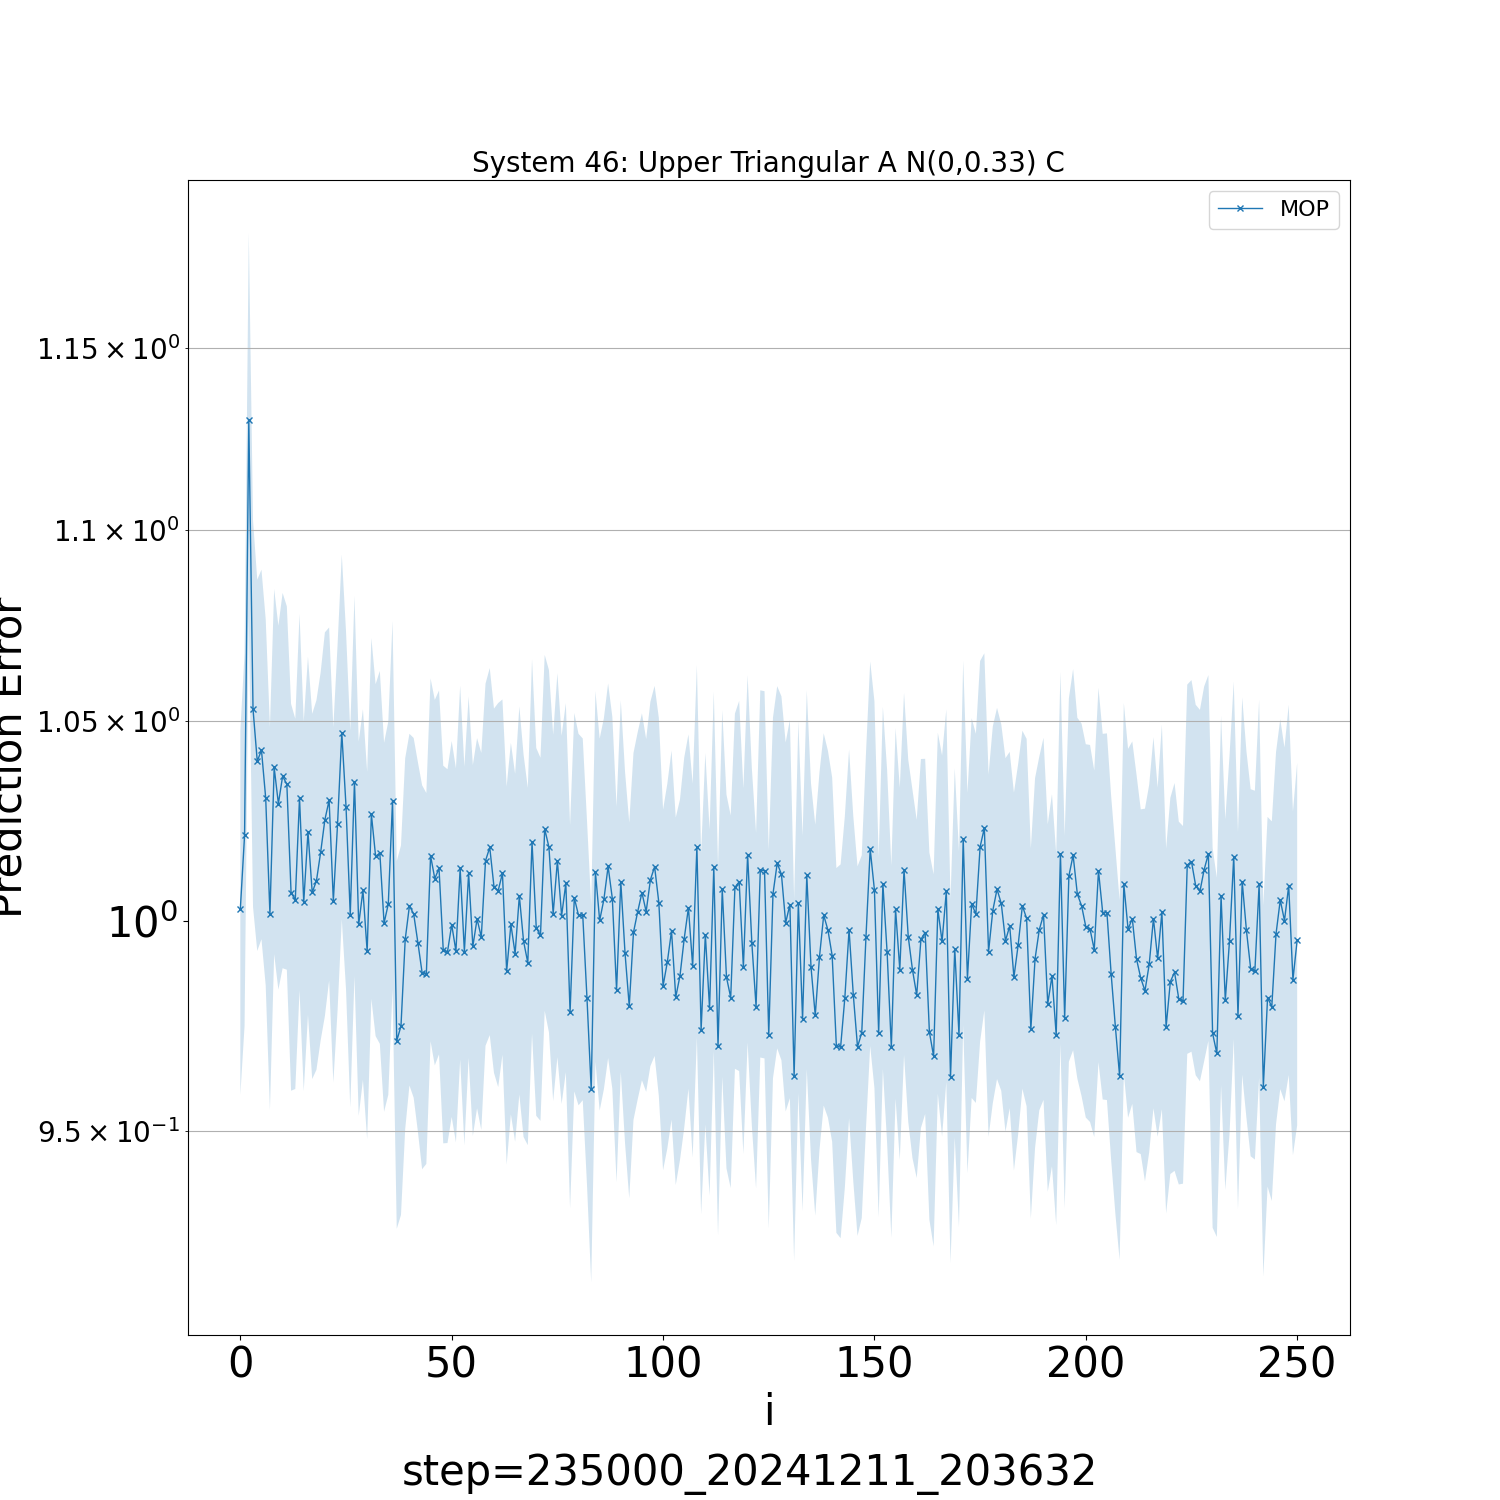 System 46: Upper Triangular A N(0,0.33) C
MOP
1.15 × 10⁰
1.1 × 10⁰
1.05 × 10⁰
10⁰
9.5 × 10⁻¹
Prediction Error
0 50 100 150 200 250
i
step=235000_20241211_203632